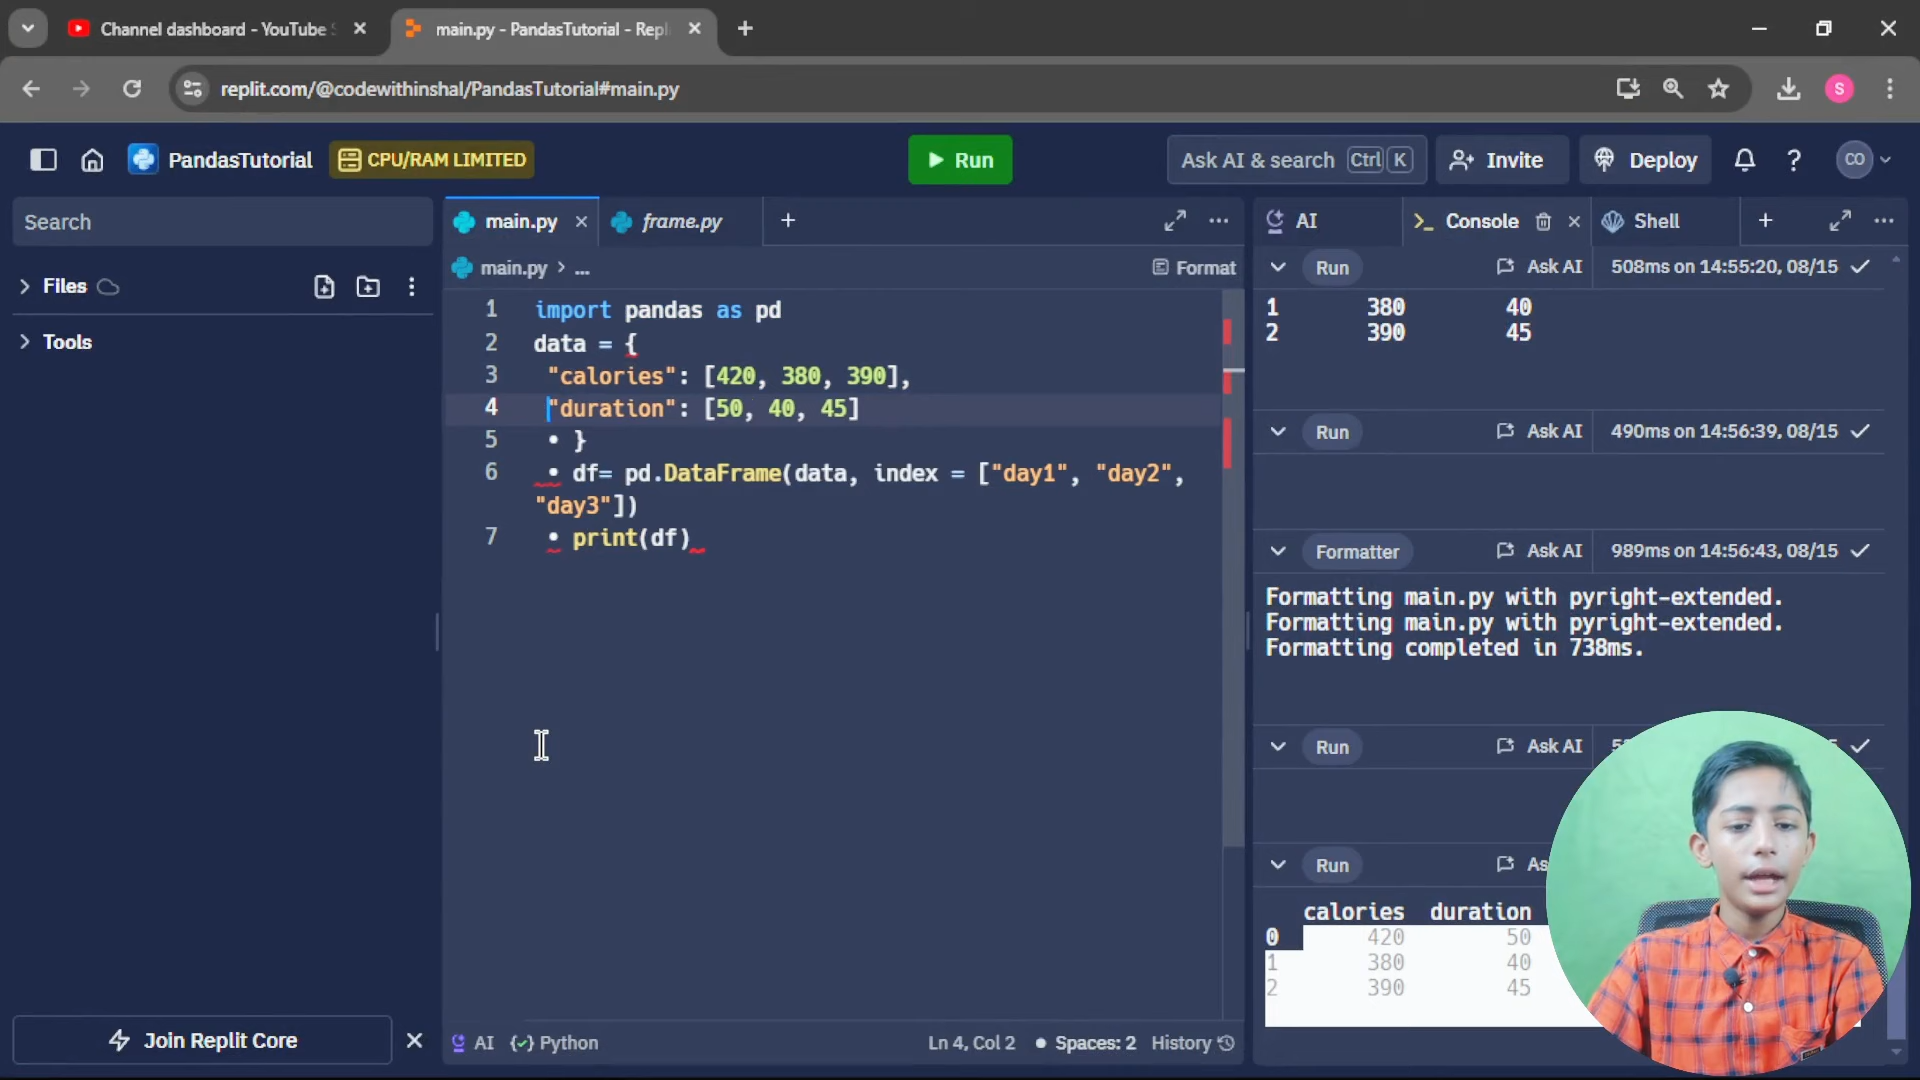 Channel dashboard - YouTube
main.py - PandasTutorial - Repl
replit.com/@codewithinshal/PandasTutorial#main.py
S
PandasTutorial
CPU/RAM LIMITED
Run
Ask AI & search Ctrl K
Invite
Deploy
CO
Search
Files
Tools
Join Replit Core
main.py
frame.py
main.py > ...
Format
1 import pandas as pd
2 data = {
3 "calories": [420, 380, 390],
4 "duration": [50, 40, 45]
5 • }
6 • df= pd.DataFrame(data, index = ["day1", "day2",
"day3"])
7 • print(df)
AI
Python
Ln 4, Col 2
Spaces: 2
History
AI
Console
Shell
Run Ask AI 508ms on 14:55:20, 08/15
1 380 40
2 390 45
Run Ask AI 490ms on 14:56:39, 08/15
Formatter Ask AI 989ms on 14:56:43, 08/15
Formatting main.py with pyright-extended.
Formatting main.py with pyright-extended.
Formatting completed in 738ms.
Run Ask AI
Run
calories duration
0 420 50
1 380 40
2 390 45